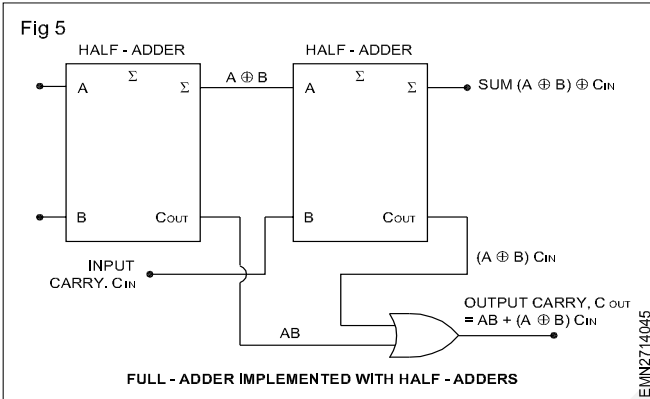 Fig 5
HALF - ADDER
HALF - ADDER
A
Σ
Σ
A ⊕ B
A
Σ
Σ
SUM (A ⊕ B) ⊕ CIN
B
COUT
B
COUT
INPUT
CARRY. CIN
(A ⊕ B) CIN
AB
OUTPUT CARRY, C OUT
= AB + (A ⊕ B) CIN
FULL - ADDER IMPLEMENTED WITH HALF - ADDERS
EMN2714045